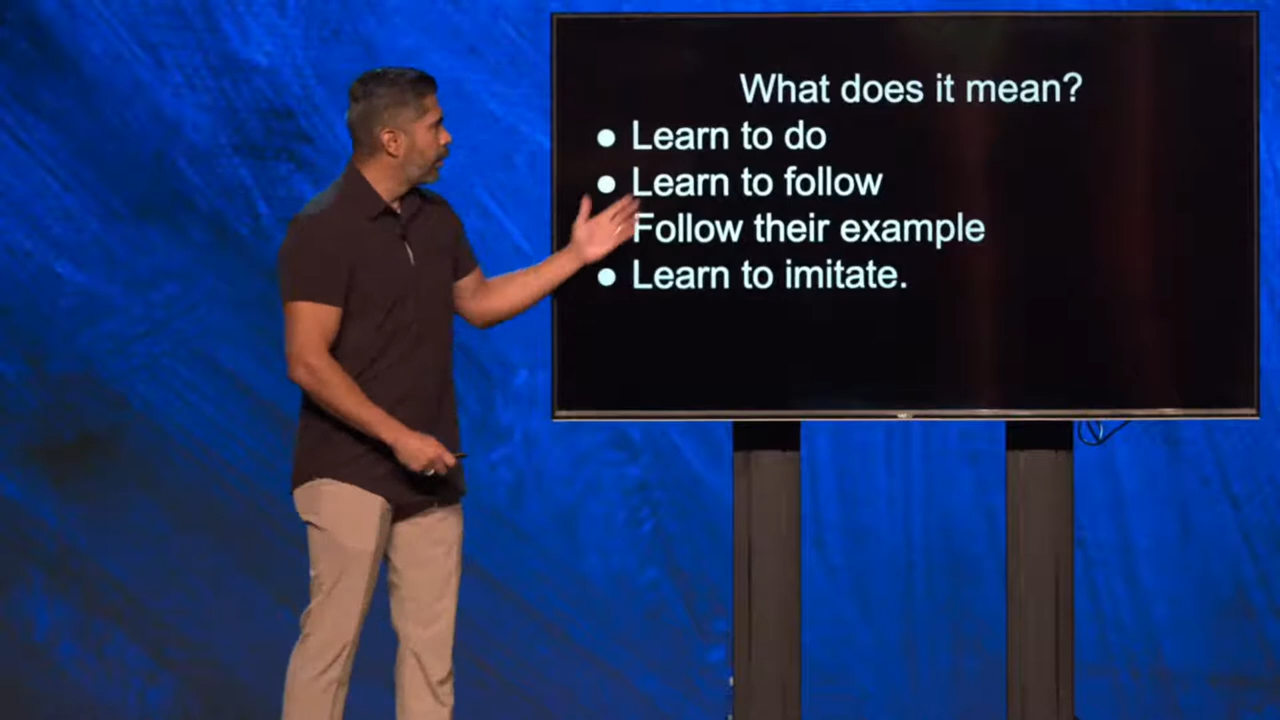 What does it mean?
● Learn to do
● Learn to follow
Follow their example
● Learn to imitate.